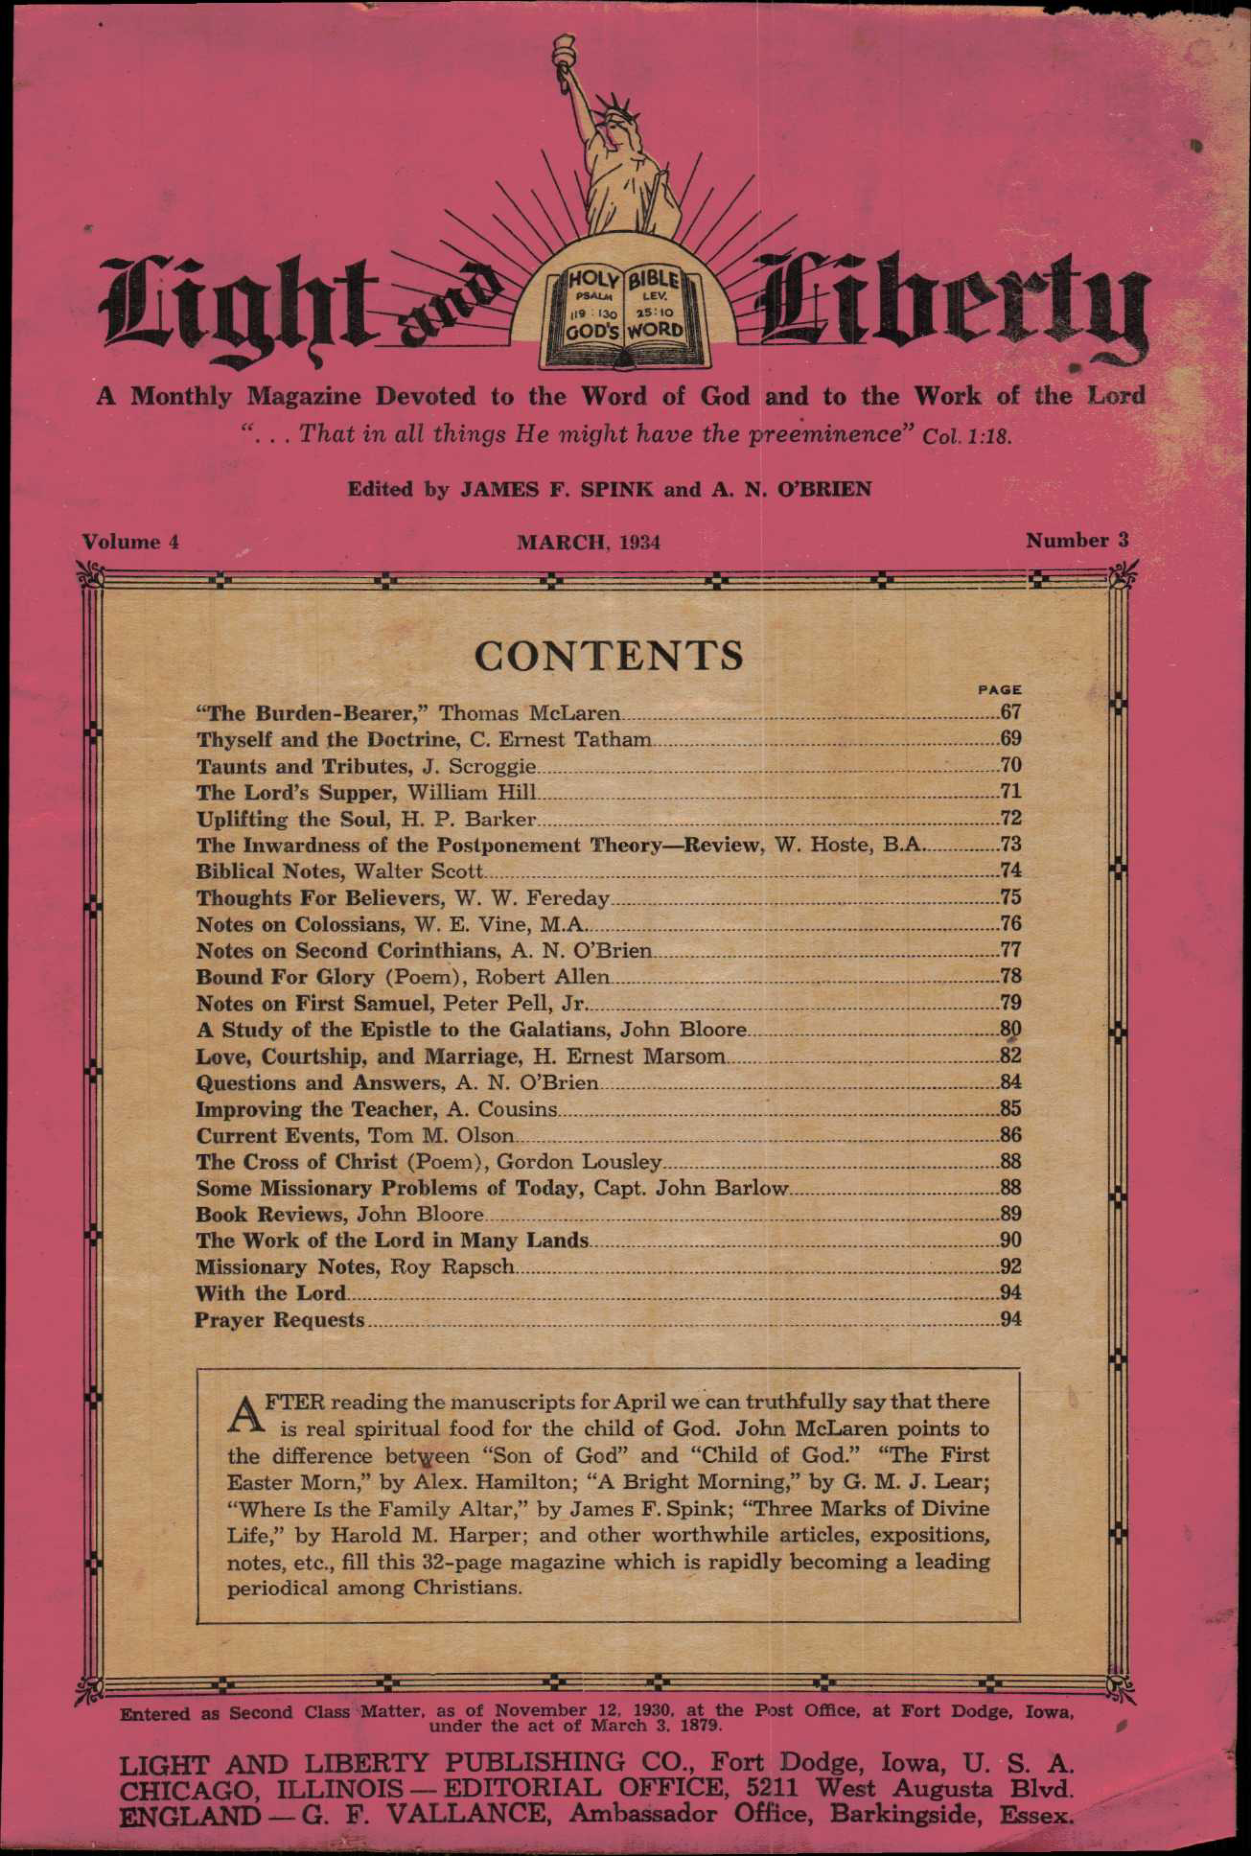 Light and Liberty
HOLY BIBLE
PSALM LEV.
119:130 25:10
GOD'S WORD
A Monthly Magazine Devoted to the Word of God and to the Work of the Lord
“. . . That in all things He might have the preeminence” Col. 1:18.
Edited by JAMES F. SPINK and A. N. O'BRIEN
Volume 4 MARCH, 1934 Number 3
CONTENTS
PAGE
“The Burden-Bearer,” Thomas McLaren 67
Thyself and the Doctrine, C. Ernest Tatham 69
Taunts and Tributes, J. Scroggie 70
The Lord's Supper, William Hill 71
Uplifting the Soul, H. P. Barker 72
The Inwardness of the Postponement Theory—Review, W. Hoste, B.A. 73
Biblical Notes, Walter Scott 74
Thoughts For Believers, W. W. Fereday 75
Notes on Colossians, W. E. Vine, M.A. 76
Notes on Second Corinthians, A. N. O'Brien 77
Bound For Glory (Poem), Robert Allen 78
Notes on First Samuel, Peter Pell, Jr. 79
A Study of the Epistle to the Galatians, John Bloore 80
Love, Courtship, and Marriage, H. Ernest Marsom 82
Questions and Answers, A. N. O'Brien 84
Improving the Teacher, A. Cousins 85
Current Events, Tom M. Olson 86
The Cross of Christ (Poem), Gordon Lousley 88
Some Missionary Problems of Today, Capt. John Barlow 88
Book Reviews, John Bloore 89
The Work of the Lord in Many Lands 90
Missionary Notes, Roy Rapsch 92
With the Lord 94
Prayer Requests 94
AFTER reading the manuscripts for April we can truthfully say that there
is real spiritual food for the child of God. John McLaren points to
the difference between “Son of God” and “Child of God.” “The First
Easter Morn,” by Alex. Hamilton; “A Bright Morning,” by G. M. J. Lear;
“Where Is the Family Altar,” by James F. Spink; “Three Marks of Divine
Life,” by Harold M. Harper; and other worthwhile articles, expositions,
notes, etc., fill this 32-page magazine which is rapidly becoming a leading
periodical among Christians.
Entered as Second Class Matter, as of November 12, 1930, at the Post Office, at Fort Dodge, Iowa,
under the act of March 3, 1879.
LIGHT AND LIBERTY PUBLISHING CO., Fort Dodge, Iowa, U. S. A.
CHICAGO, ILLINOIS — EDITORIAL OFFICE, 5211 West Augusta Blvd.
ENGLAND — G. F. VALLANCE, Ambassador Office, Barkingside, Essex.